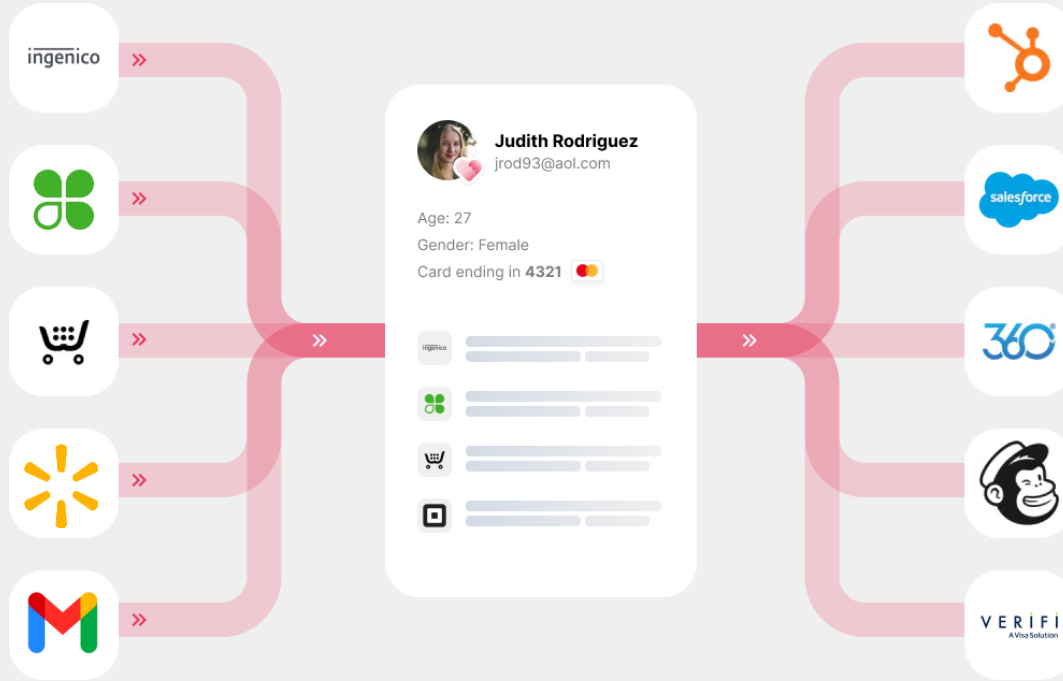 ingenico
Judith Rodriguez
jrod93@aol.com
Age: 27
Gender: Female
Card ending in 4321
ingenico
salesforce
360
VERIFI
A Visa Solution